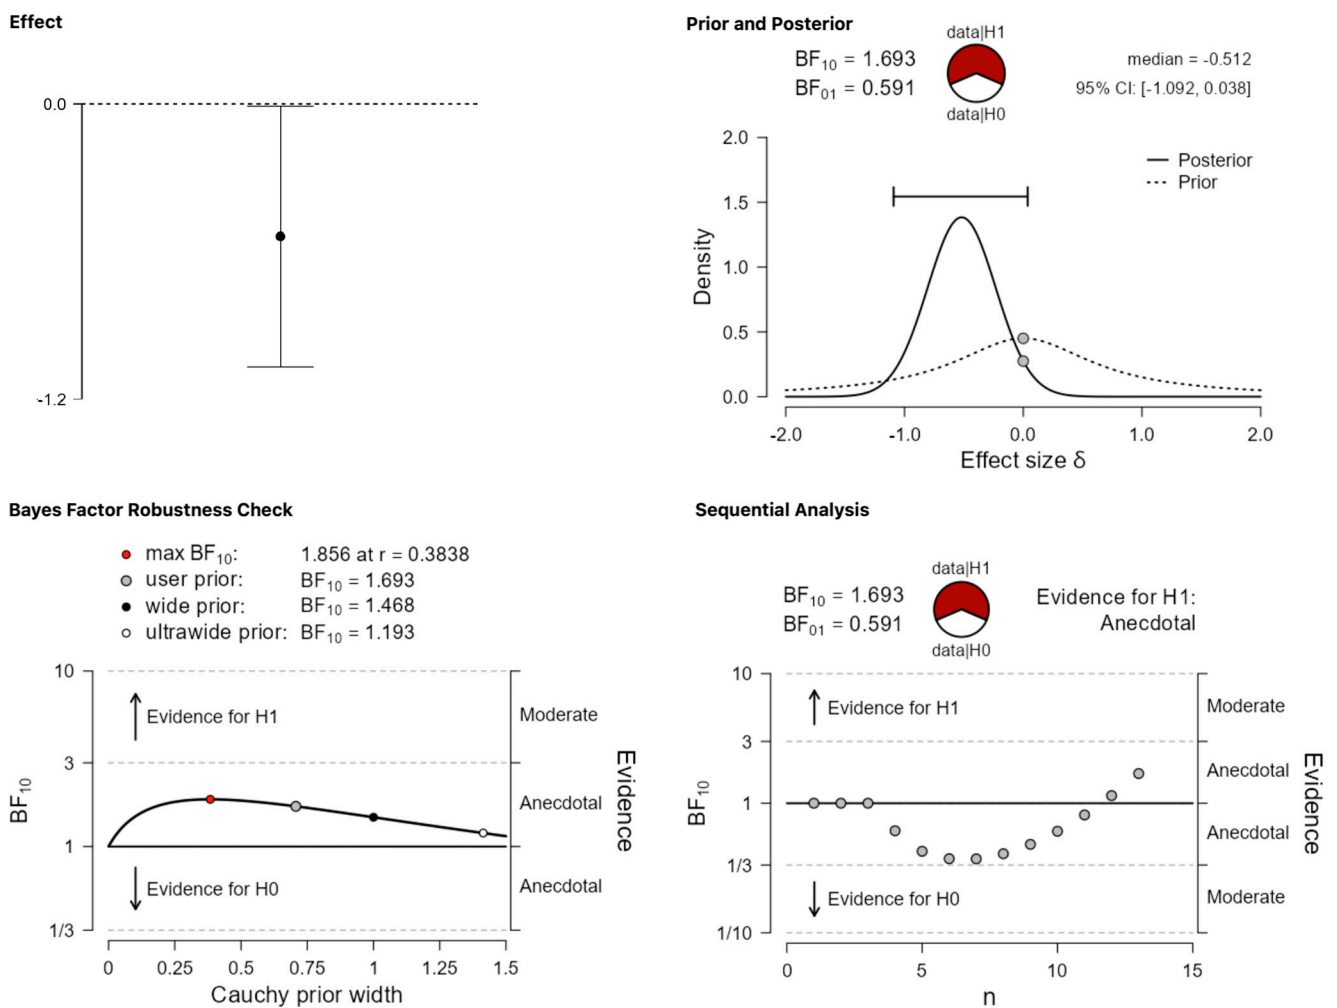 Effect
0.0
-1.2
Prior and Posterior
data|H1
BF10 = 1.693
BF01 = 0.591
data|H0
median = -0.512
95% CI: [-1.092, 0.038]
Posterior
Prior
Density
2.0
1.5
1.0
0.5
0.0
-2.0 -1.0 0.0 1.0 2.0
Effect size δ
Bayes Factor Robustness Check
max BF10: 1.856 at r = 0.3838
user prior: BF10 = 1.693
wide prior: BF10 = 1.468
ultrawide prior: BF10 = 1.193
BF10
10
3
1
1/3
Evidence for H1
Evidence for H0
Moderate
Anecdotal
Anecdotal
Evidence
0 0.25 0.5 0.75 1 1.25 1.5
Cauchy prior width
Sequential Analysis
data|H1
BF10 = 1.693
BF01 = 0.591
data|H0
Evidence for H1:
Anecdotal
BF10
10
3
1
1/3
1/10
Evidence for H1
Evidence for H0
Moderate
Anecdotal
Anecdotal
Moderate
Evidence
0 5 10 15
n